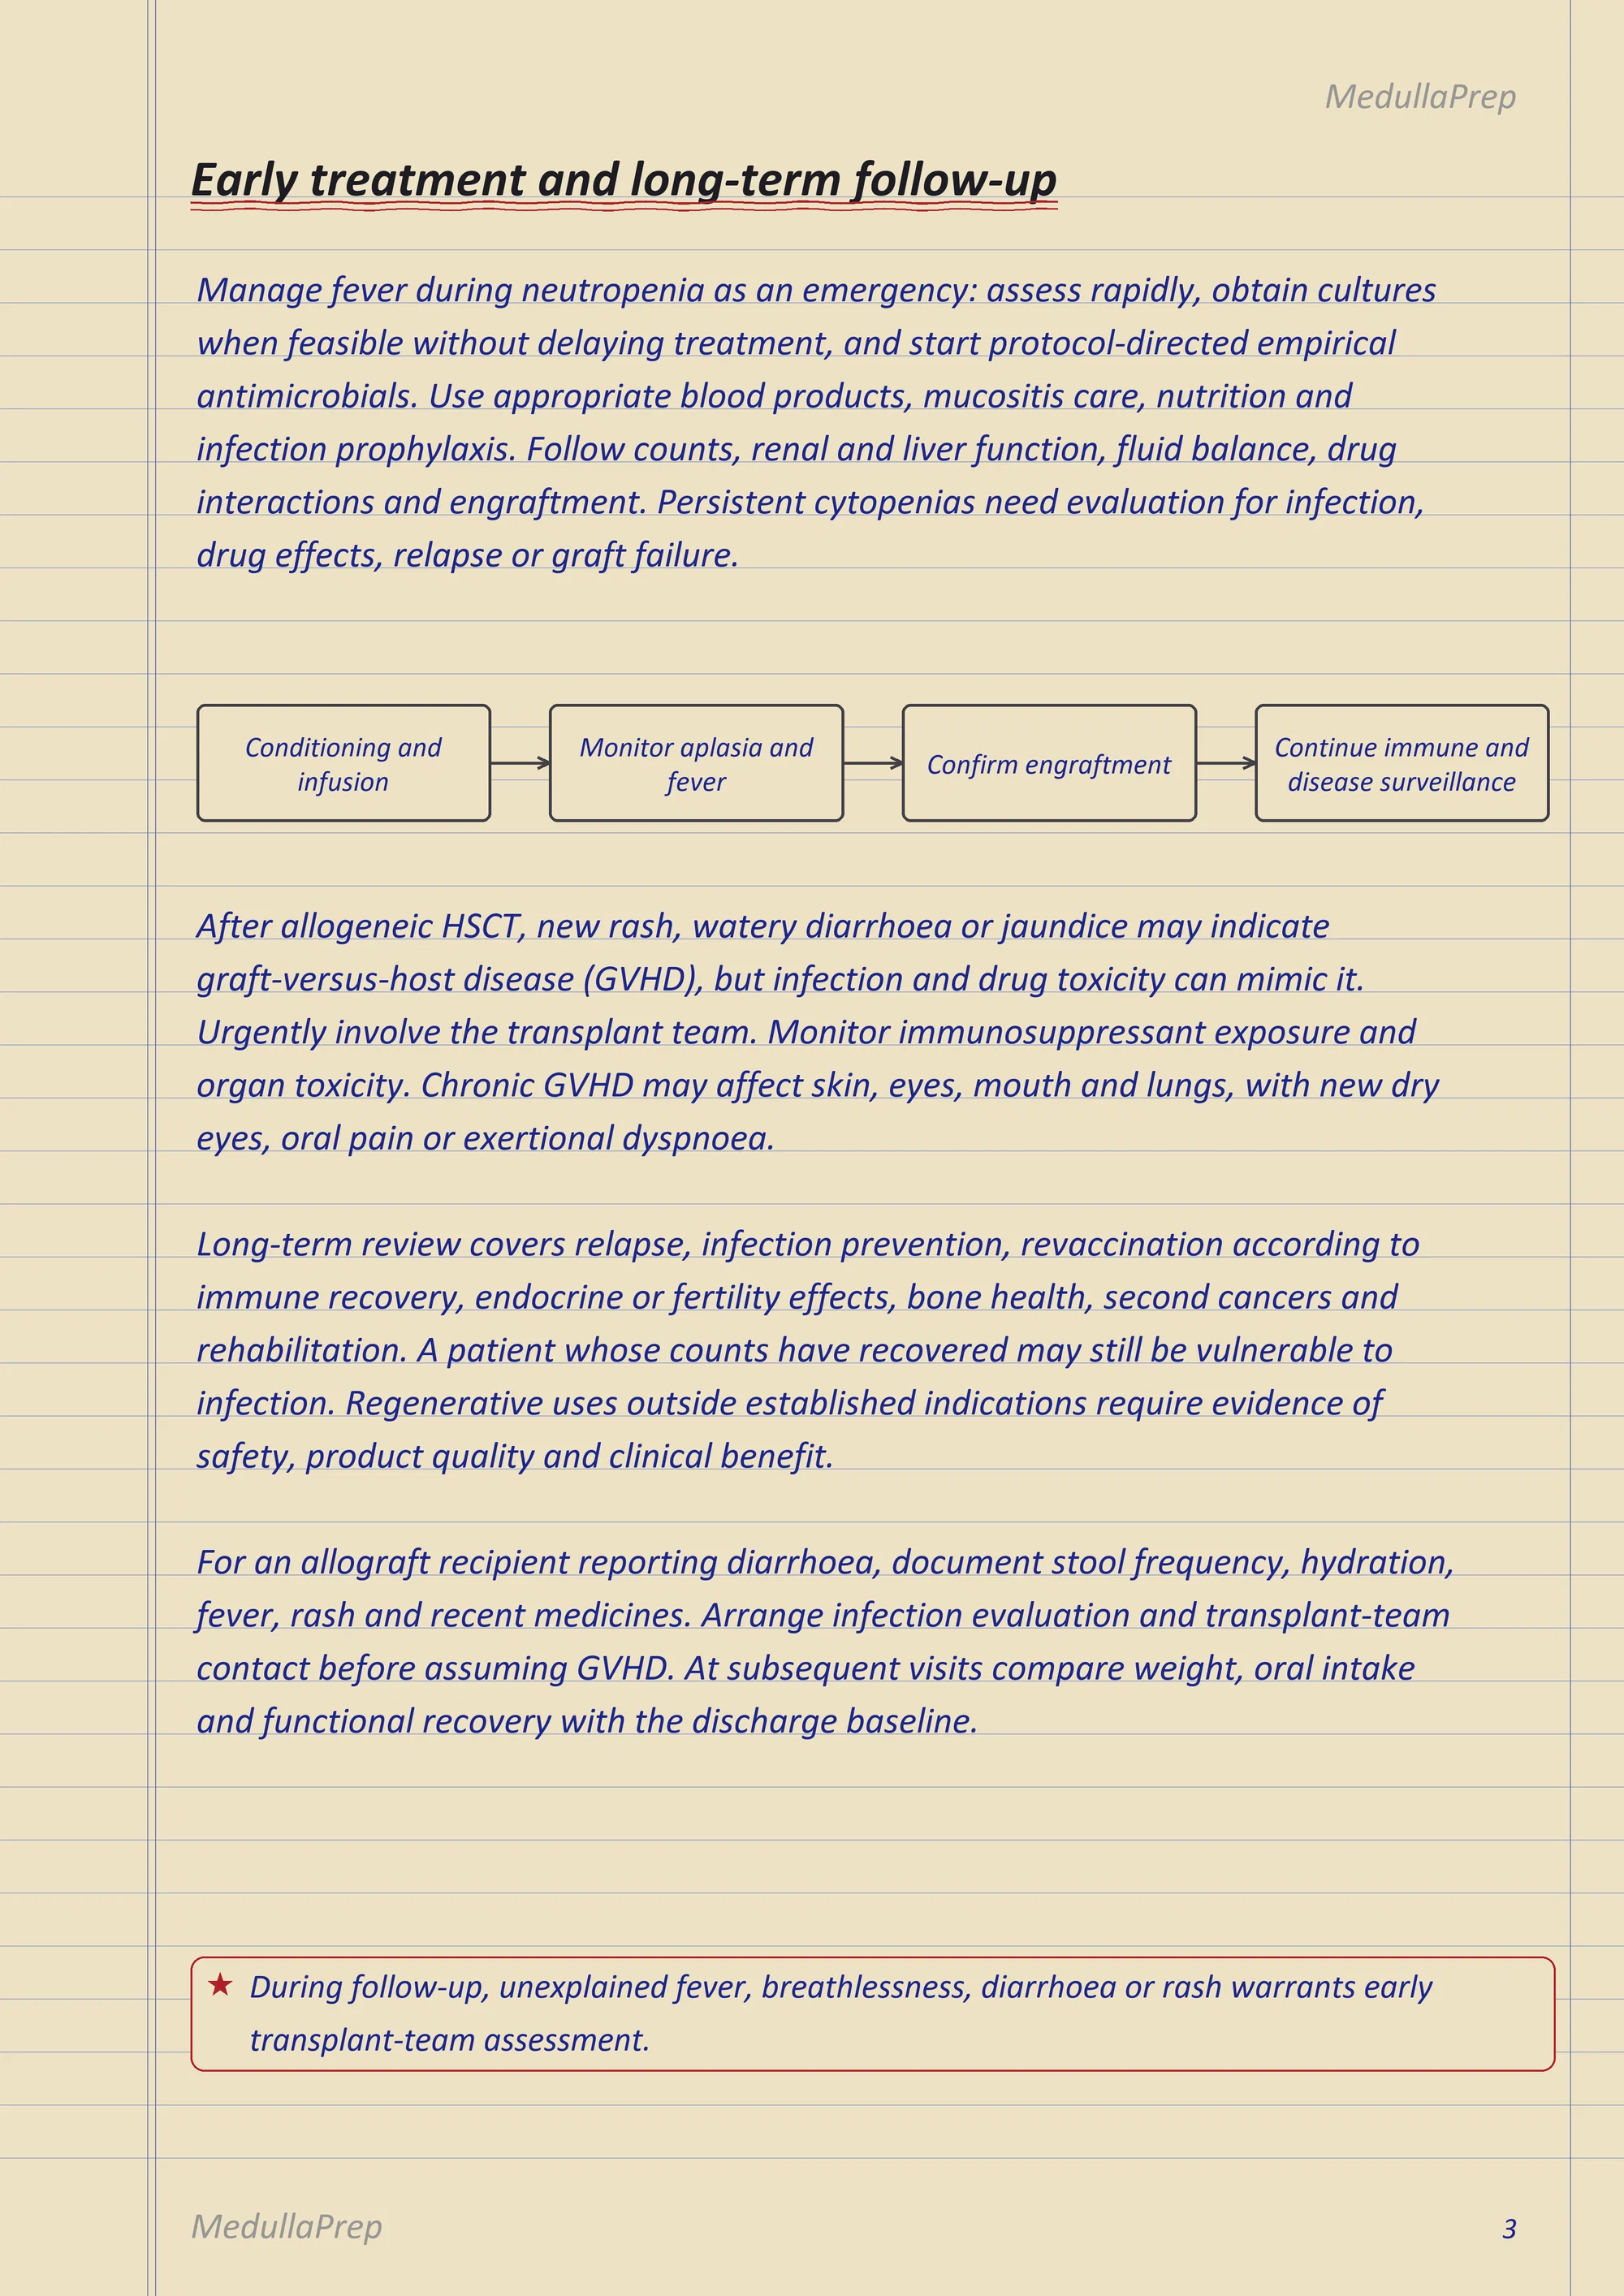 MedullaPrep
Early treatment and long-term follow-up
Manage fever during neutropenia as an emergency: assess rapidly, obtain cultures
when feasible without delaying treatment, and start protocol-directed empirical
antimicrobials. Use appropriate blood products, mucositis care, nutrition and
infection prophylaxis. Follow counts, renal and liver function, fluid balance, drug
interactions and engraftment. Persistent cytopenias need evaluation for infection,
drug effects, relapse or graft failure.
Conditioning and
infusion
Monitor aplasia and
fever
Confirm engraftment
Continue immune and
disease surveillance
After allogeneic HSCT, new rash, watery diarrhoea or jaundice may indicate
graft-versus-host disease (GVHD), but infection and drug toxicity can mimic it.
Urgently involve the transplant team. Monitor immunosuppressant exposure and
organ toxicity. Chronic GVHD may affect skin, eyes, mouth and lungs, with new dry
eyes, oral pain or exertional dyspnoea.
Long-term review covers relapse, infection prevention, revaccination according to
immune recovery, endocrine or fertility effects, bone health, second cancers and
rehabilitation. A patient whose counts have recovered may still be vulnerable to
infection. Regenerative uses outside established indications require evidence of
safety, product quality and clinical benefit.
For an allograft recipient reporting diarrhoea, document stool frequency, hydration,
fever, rash and recent medicines. Arrange infection evaluation and transplant-team
contact before assuming GVHD. At subsequent visits compare weight, oral intake
and functional recovery with the discharge baseline.
★ During follow-up, unexplained fever, breathlessness, diarrhoea or rash warrants early
transplant-team assessment.
MedullaPrep
3